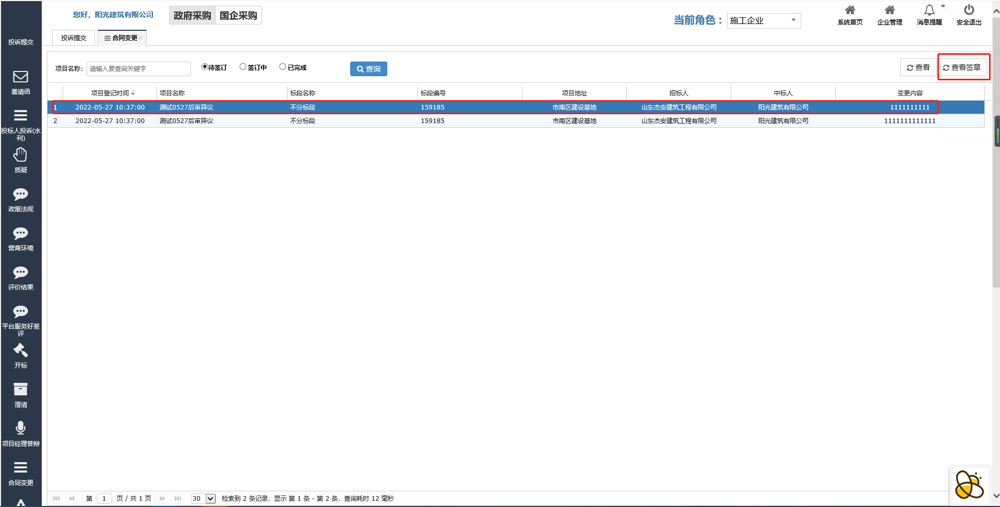 您好，阳光建筑有限公司
政府采购 国企采购
当前角色：
施工企业
系统首页
企业管理
消息提醒
安全退出
投诉提交
合同变更×
项目名称：
请输入要查询关键字
待签订
签订中
已完成
查询
查看
查看签章
项目登记时间 项目名称 标段名称 标段编号 项目地址 招标人 中标人 变更内容
1 2022-05-27 10:37:00 测试0527后审异议 不分标段 159185 市南区建设基地 山东杰安建筑工程有限公司 阳光建筑有限公司 1111111111
2 2022-05-27 10:37:00 测试0527后审异议 不分标段 159185 市南区建设基地 山东杰安建筑工程有限公司 阳光建筑有限公司 1111111111111
投诉提交
邀请函
投标人投诉(水
利)
质疑
政策法规
营商环境
评价结果
平台服务好差
评
开标
澄清
项目经理答辩
合同变更
第 1 页 / 共 1 页 30 检索到 2 条记录，显示 第 1 条 - 第 2 条，查询耗时 12 毫秒